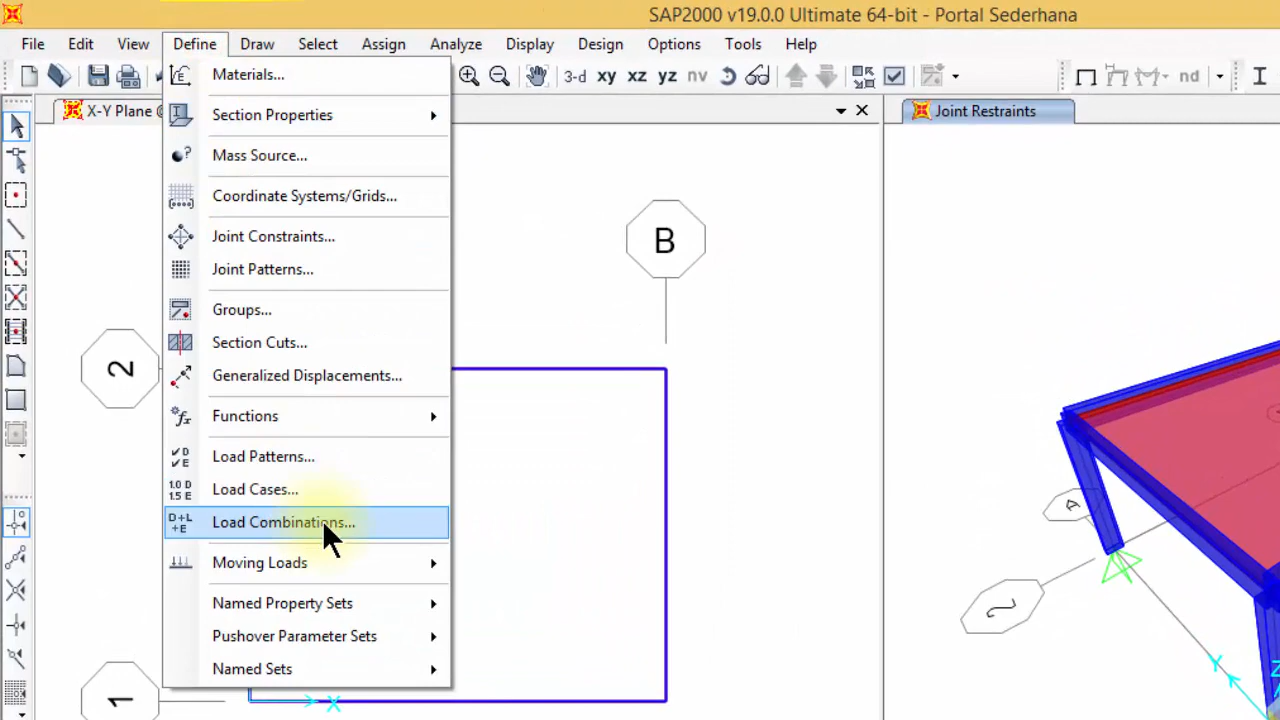 SAP2000 v19.0.0 Ultimate 64-bit - Portal Sederhana
File Edit View Define Draw Select Assign Analyze Display Design Options Tools Help
3-d xy xz yz nv nd
X-Y Plane @
Joint Restraints
Materials...
Section Properties
Mass Source...
Coordinate Systems/Grids...
Joint Constraints...
Joint Patterns...
Groups...
Section Cuts...
Generalized Displacements...
Functions
Load Patterns...
Load Cases...
Load Combinations...
Moving Loads
Named Property Sets
Pushover Parameter Sets
Named Sets
B
2
1
X
A
2
Y
Z